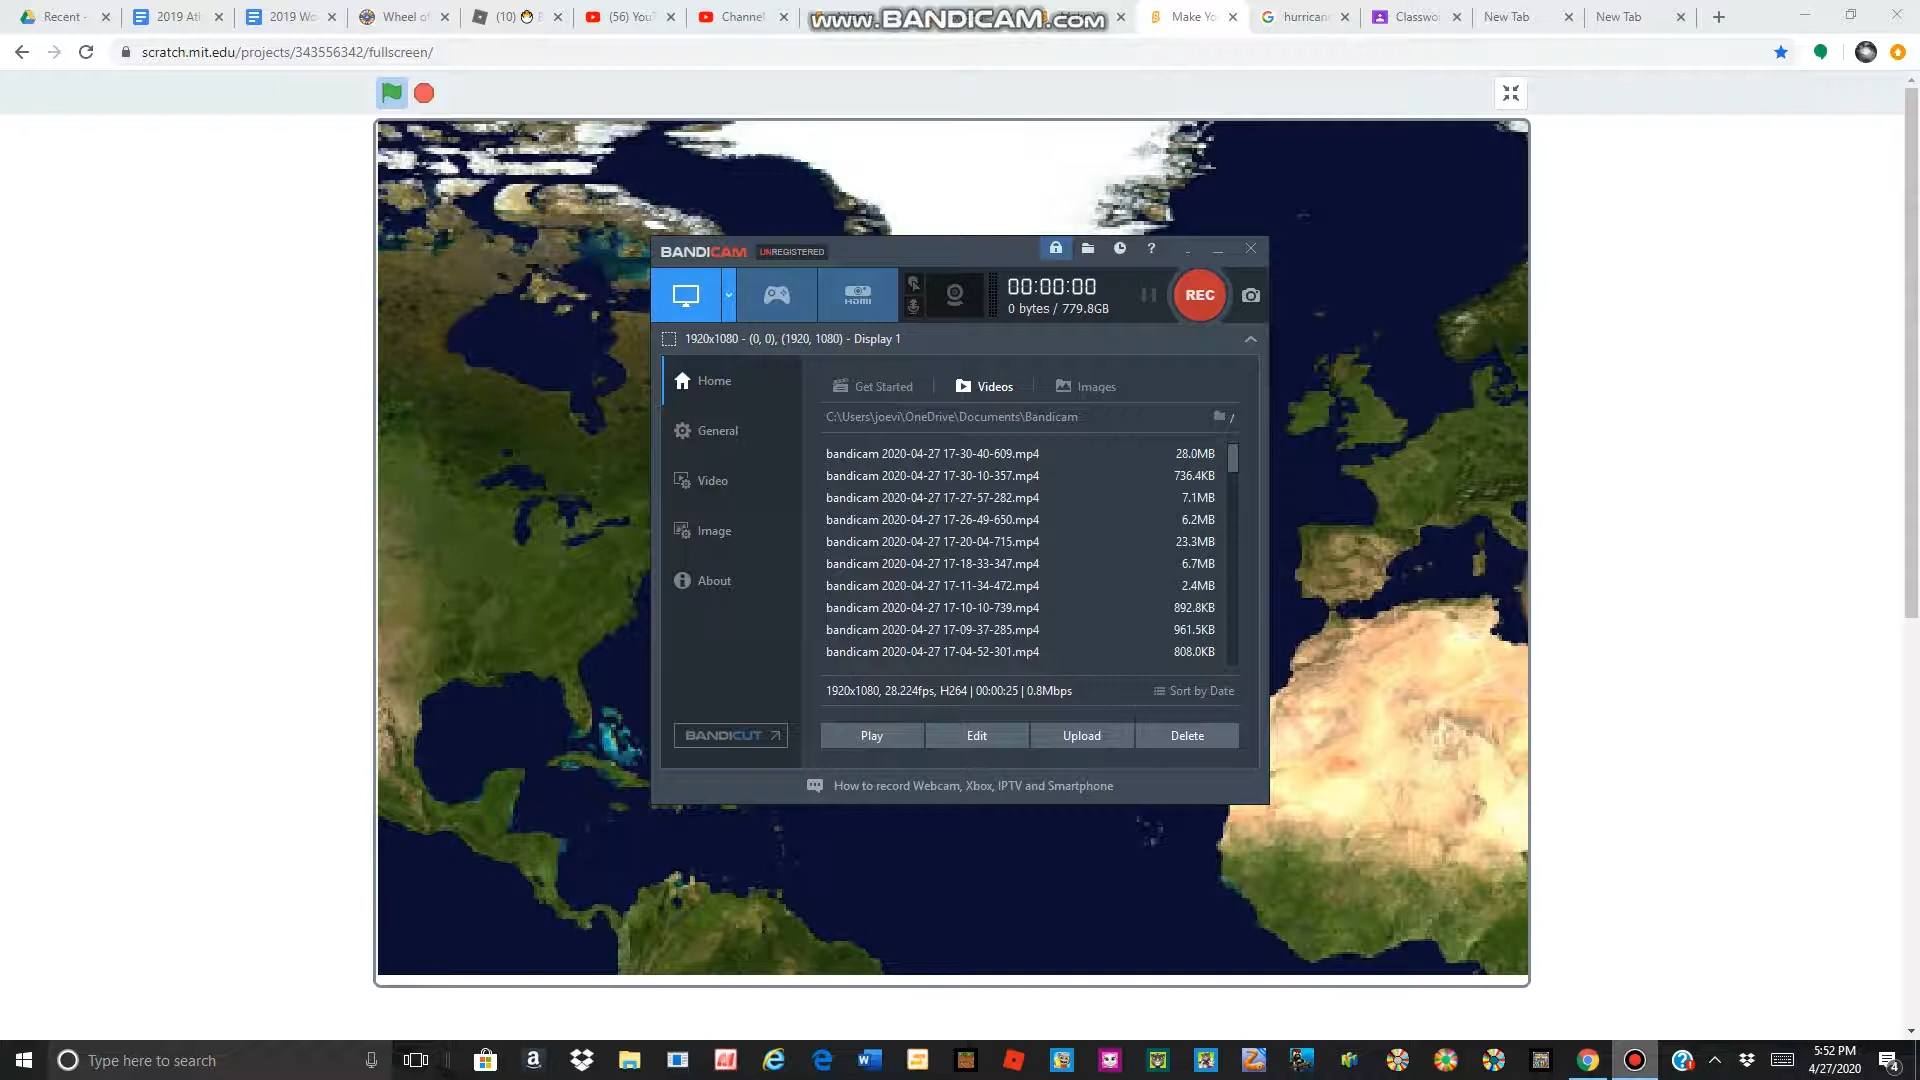 Recent -
2019 Atl
2019 Wo
Wheel of
(10)
(56) You
Channel
www.BANDICAM.com
Make Yo
hurrican
Classwo
New Tab
New Tab
scratch.mit.edu/projects/343556342/fullscreen/
BANDICAM UNREGISTERED
?
HDMI
00:00:00
0 bytes / 779.8GB
REC
1920x1080 - (0, 0), (1920, 1080) - Display 1
Home
General
Video
Image
About
BANDICUT
Get Started
Videos
Images
C:\Users\joevi\OneDrive\Documents\Bandicam
bandicam 2020-04-27 17-30-40-609.mp4 28.0MB
bandicam 2020-04-27 17-30-10-357.mp4 736.4KB
bandicam 2020-04-27 17-27-57-282.mp4 7.1MB
bandicam 2020-04-27 17-26-49-650.mp4 6.2MB
bandicam 2020-04-27 17-20-04-715.mp4 23.3MB
bandicam 2020-04-27 17-18-33-347.mp4 6.7MB
bandicam 2020-04-27 17-11-34-472.mp4 2.4MB
bandicam 2020-04-27 17-10-10-739.mp4 892.8KB
bandicam 2020-04-27 17-09-37-285.mp4 961.5KB
bandicam 2020-04-27 17-04-52-301.mp4 808.0KB
1920x1080, 28.224fps, H264 | 00:00:25 | 0.8Mbps
Sort by Date
Play
Edit
Upload
Delete
How to record Webcam, Xbox, IPTV and Smartphone
Type here to search
5:52 PM
4/27/2020
4